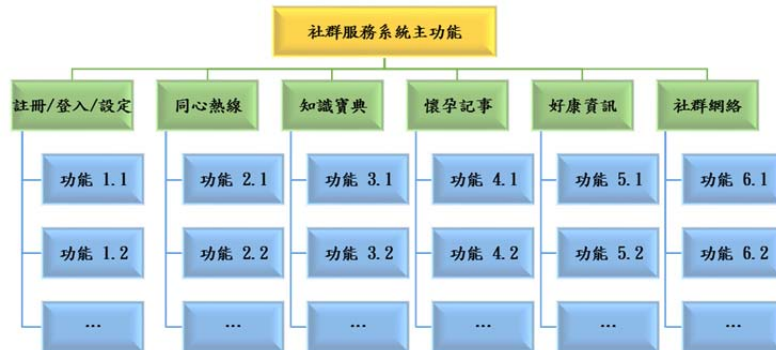 社群服務系統主功能
註冊/登入/設定
同心熱線
知識寶典
懷孕記事
好康資訊
社群網絡
功能 1.1
功能 2.1
功能 3.1
功能 4.1
功能 5.1
功能 6.1
功能 1.2
功能 2.2
功能 3.2
功能 4.2
功能 5.2
功能 6.2
…
…
…
…
…
…